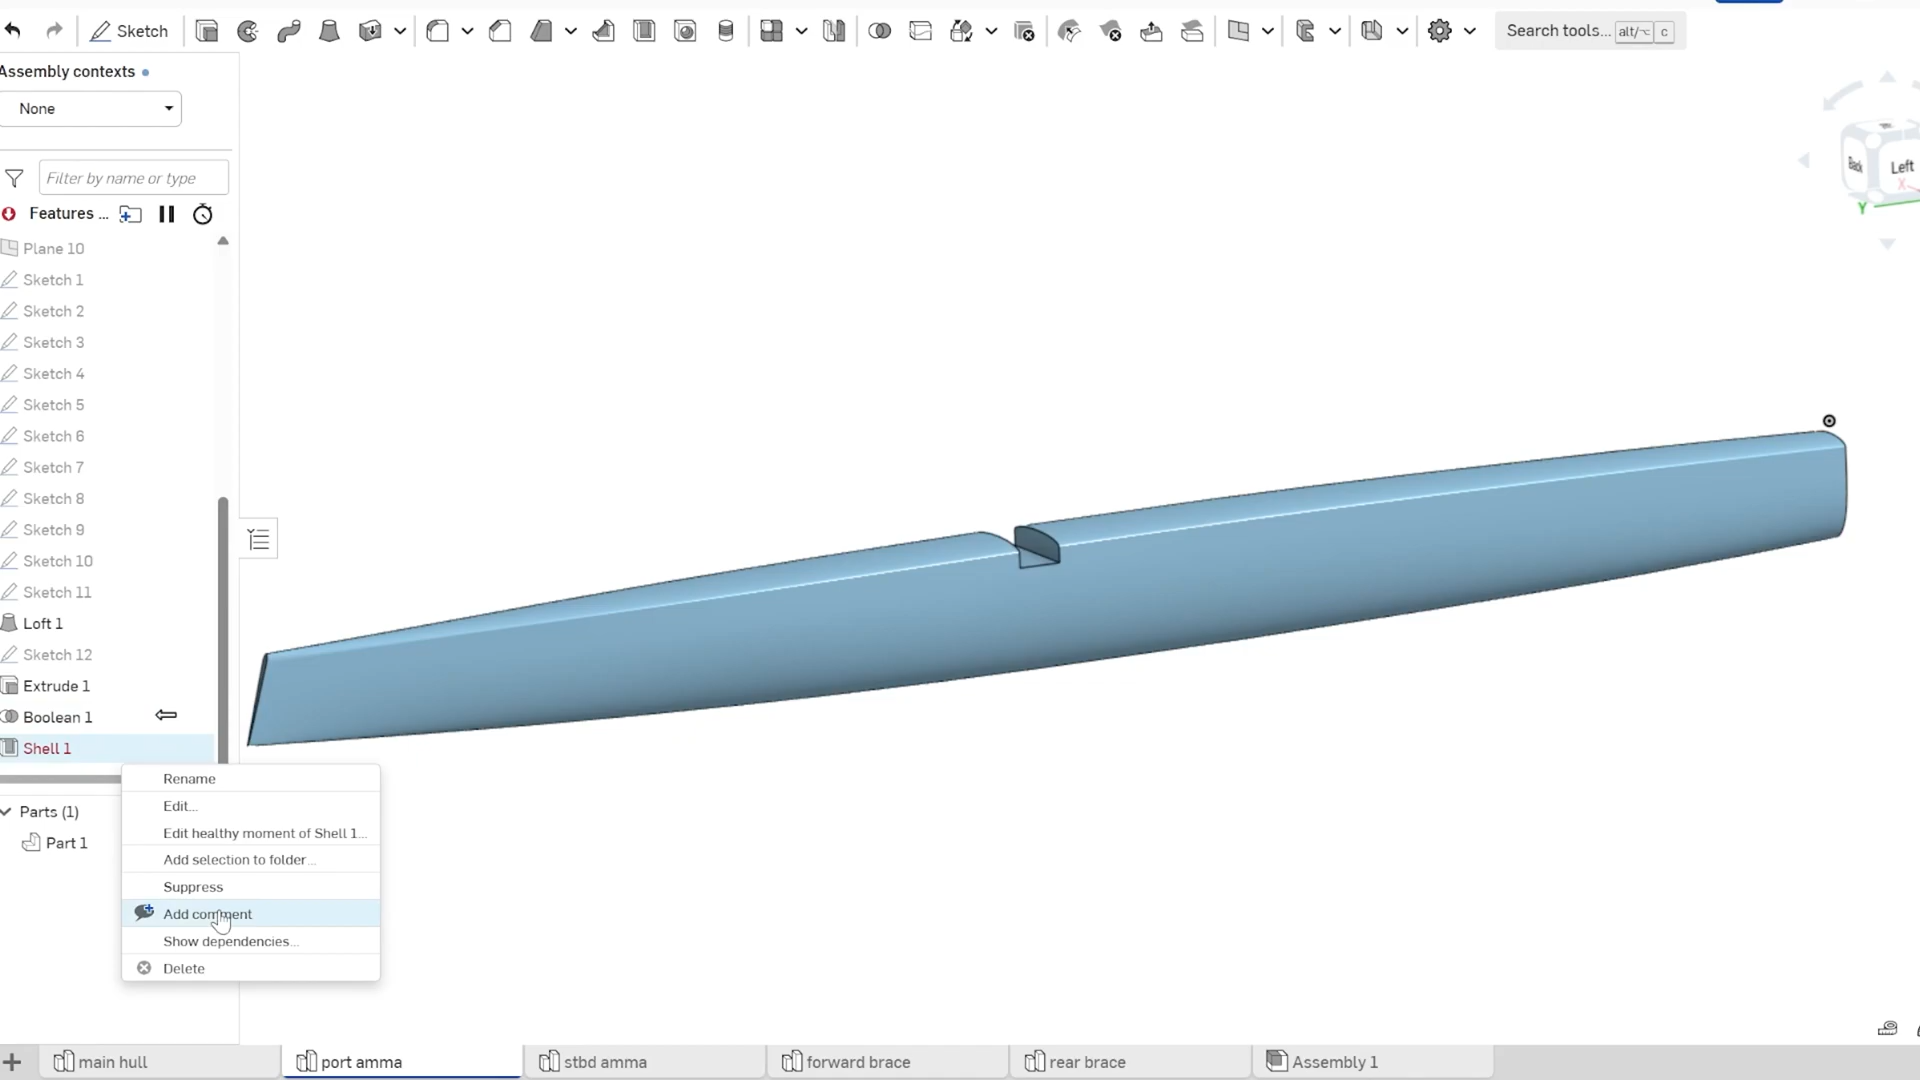 Sketch
Search tools... alt/⌥ c
Assembly contexts
None
Filter by name or type
Features ...
Plane 10
Sketch 1
Sketch 2
Sketch 3
Sketch 4
Sketch 5
Sketch 6
Sketch 7
Sketch 8
Sketch 9
Sketch 10
Sketch 11
Loft 1
Sketch 12
Extrude 1
Boolean 1
Shell 1
Parts (1)
Part 1
Rename
Edit...
Edit healthy moment of Shell 1...
Add selection to folder...
Suppress
Add comment
Show dependencies...
Delete
Back
Left
X
Y
main hull
port amma
stbd amma
forward brace
rear brace
Assembly 1